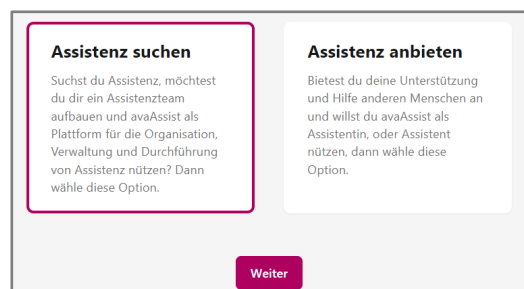 Assistenz suchen
Suchst du Assistenz, möchtest
du dir ein Assistenzteam
aufbauen und avaAssist als
Plattform für die Organisation,
Verwaltung und Durchführung
von Assistenz nützen? Dann
wähle diese Option.
Assistenz anbieten
Bietest du deine Unterstützung
und Hilfe anderen Menschen an
und willst du avaAssist als
Assistentin, oder Assistent
nützen, dann wähle diese
Option.
Weiter